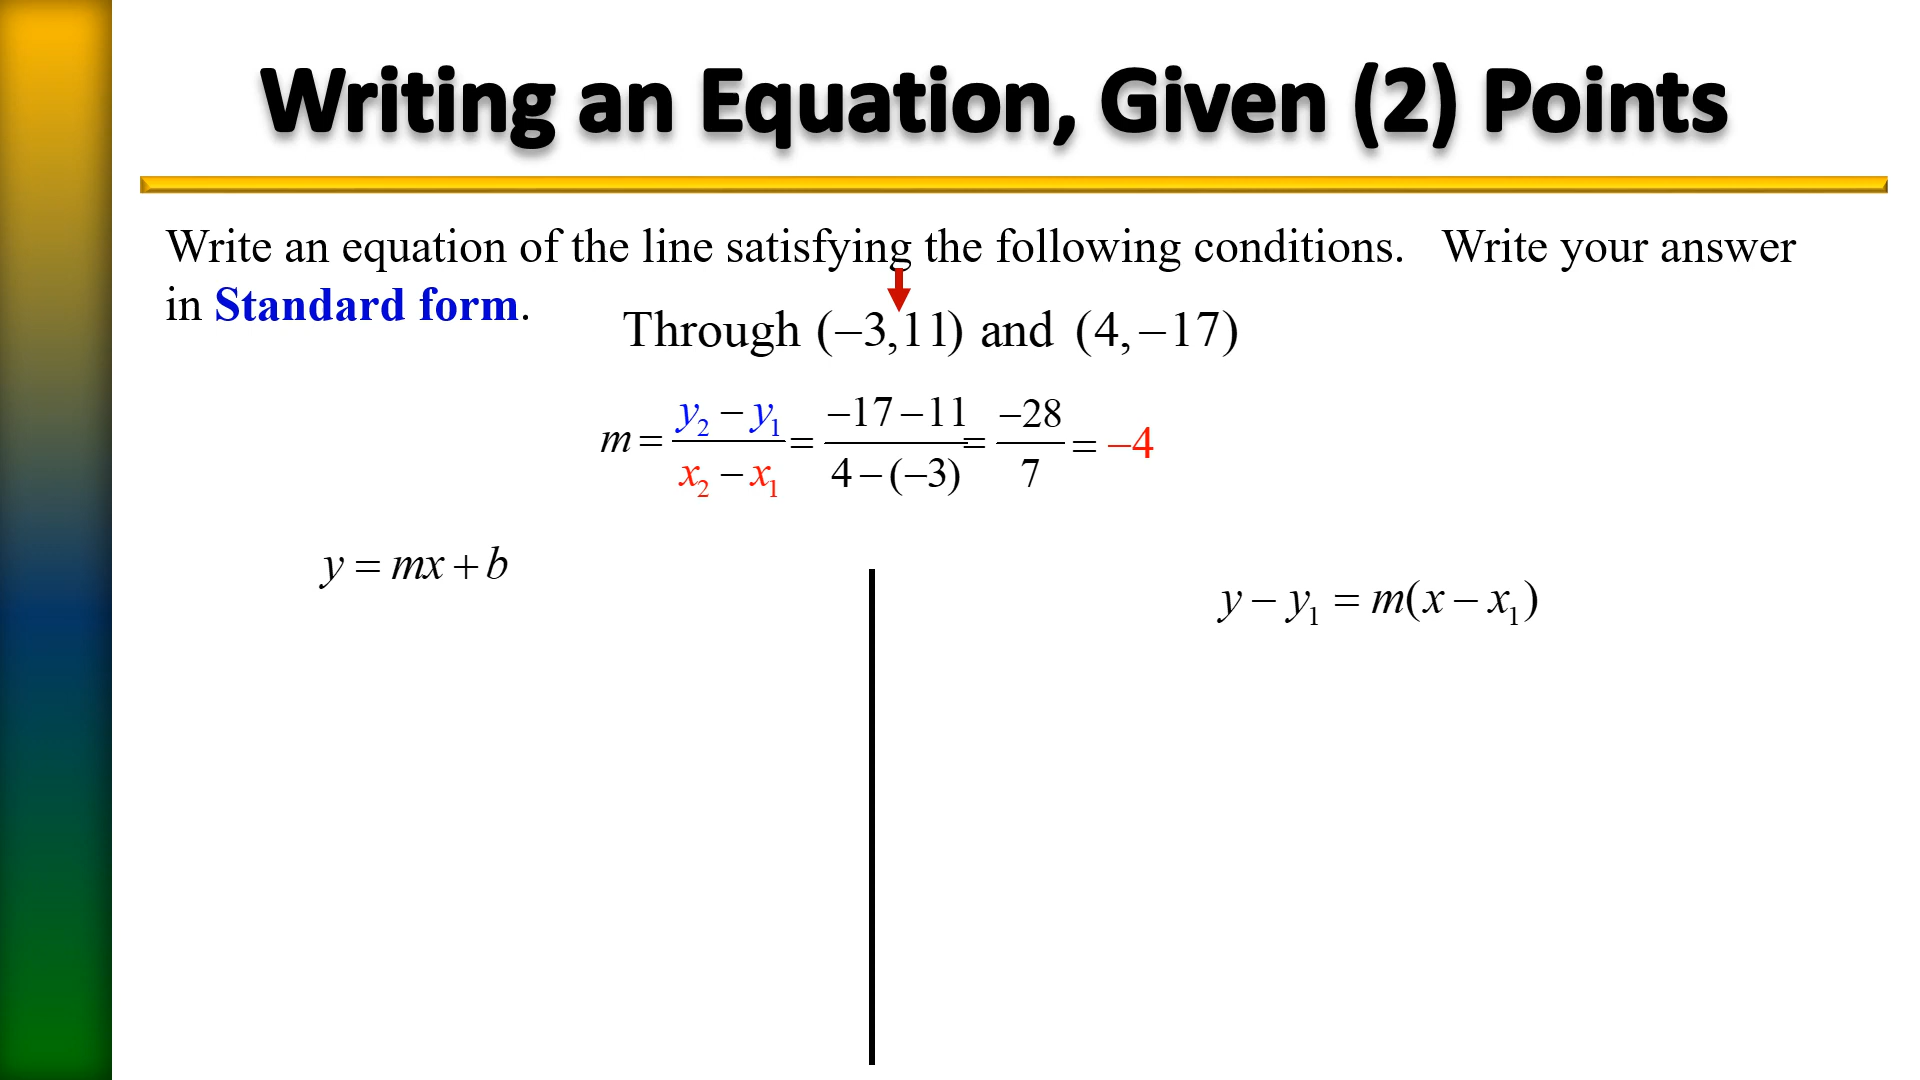 Writing an Equation, Given (2) Points
Write an equation of the line satisfying the following conditions. Write your answer
in Standard form.
Through (−3,11) and (4,−17)
m = (y₂ − y₁)/(x₂ − x₁) = (−17 − 11)/(4 − (−3)) = −28/7 = −4
y = mx + b
y − y₁ = m(x − x₁)